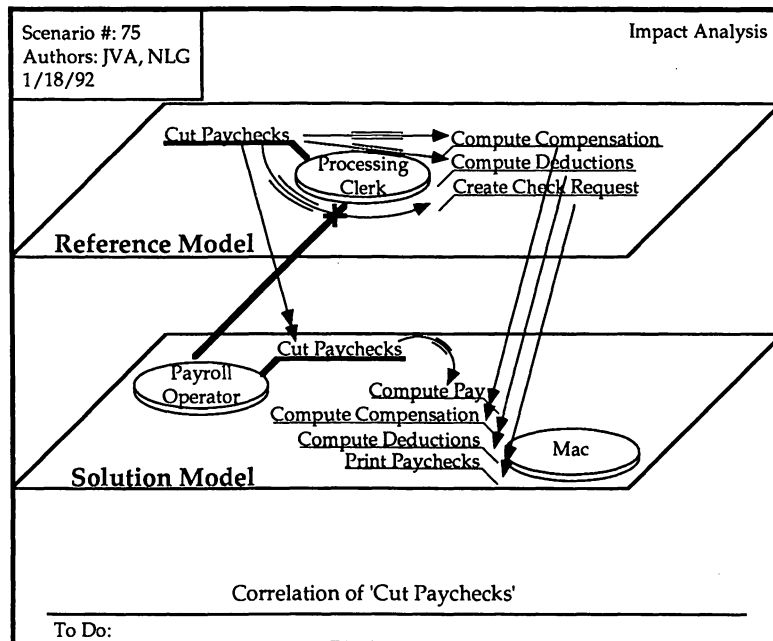 Scenario #: 75
Authors: JVA, NLG
1/18/92
Impact Analysis
Cut Paychecks
Compute Compensation
Processing
Clerk
Compute Deductions
Create Check Request
Reference Model
Cut Paychecks
Payroll
Operator
Compute Pay
Compute Compensation
Compute Deductions
Print Paychecks
Mac
Solution Model
Correlation of 'Cut Paychecks'
To Do: